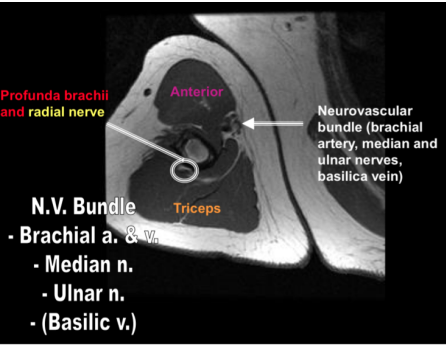 Anterior
Profunda brachii
and radial nerve
Neurovascular
bundle (brachial
artery, median and
ulnar nerves,
basilica vein)
Triceps
N.V. Bundle
- Brachial a. & v.
- Median n.
- Ulnar n.
- (Basilic v.)